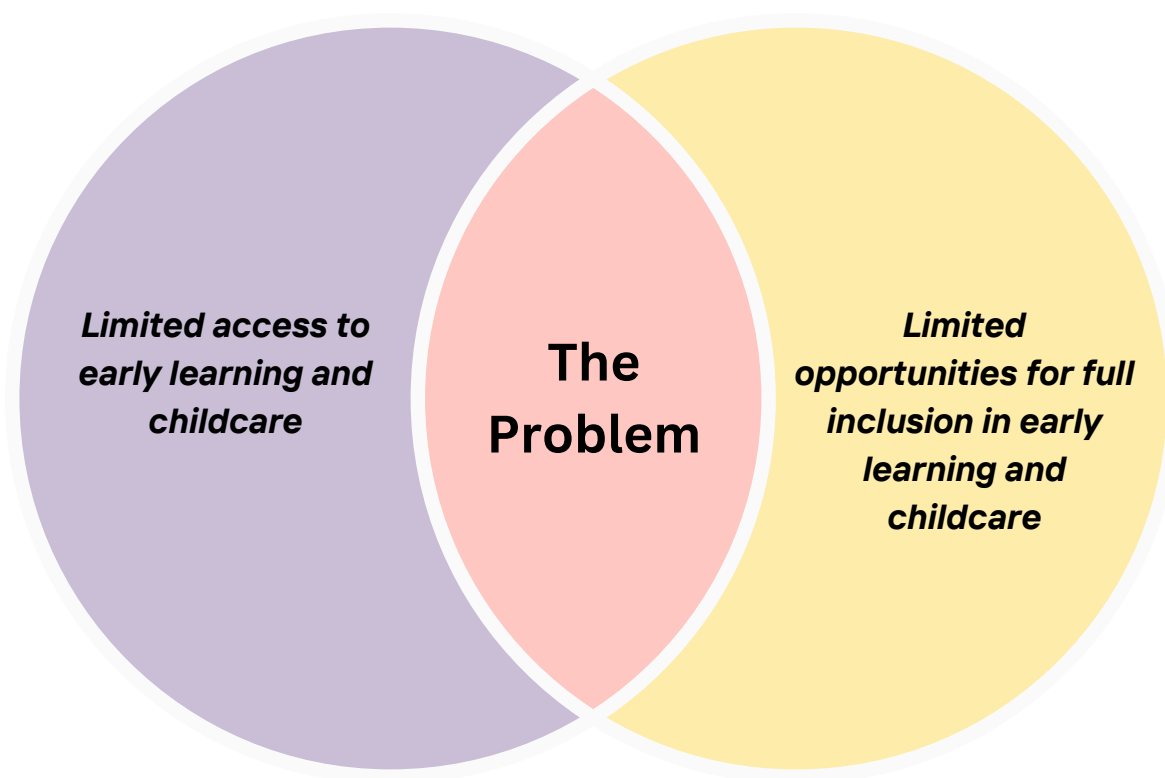 Limited access to
early learning and
childcare
The
Problem
Limited
opportunities for full
inclusion in early
learning and
childcare